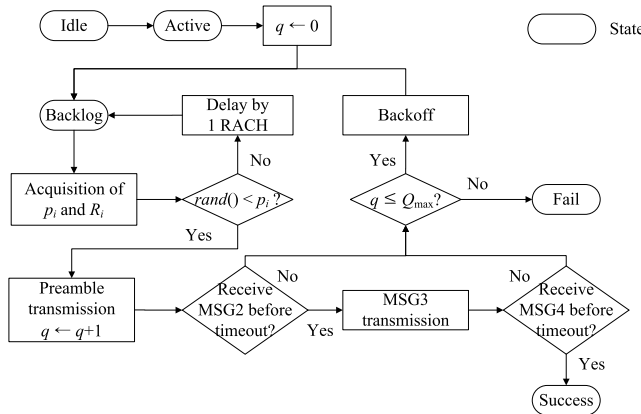 Idle
Active
q ← 0
State
Backlog
Delay by
1 RACH
Backoff
No
Yes
Acquisition of
pᵢ and Rᵢ
rand() < pᵢ ?
q ≤ Qmax?
No
Fail
Yes
Preamble
transmission
q ← q+1
Receive
MSG2 before
timeout?
No
Yes
MSG3
transmission
No
Receive
MSG4 before
timeout?
Yes
Success